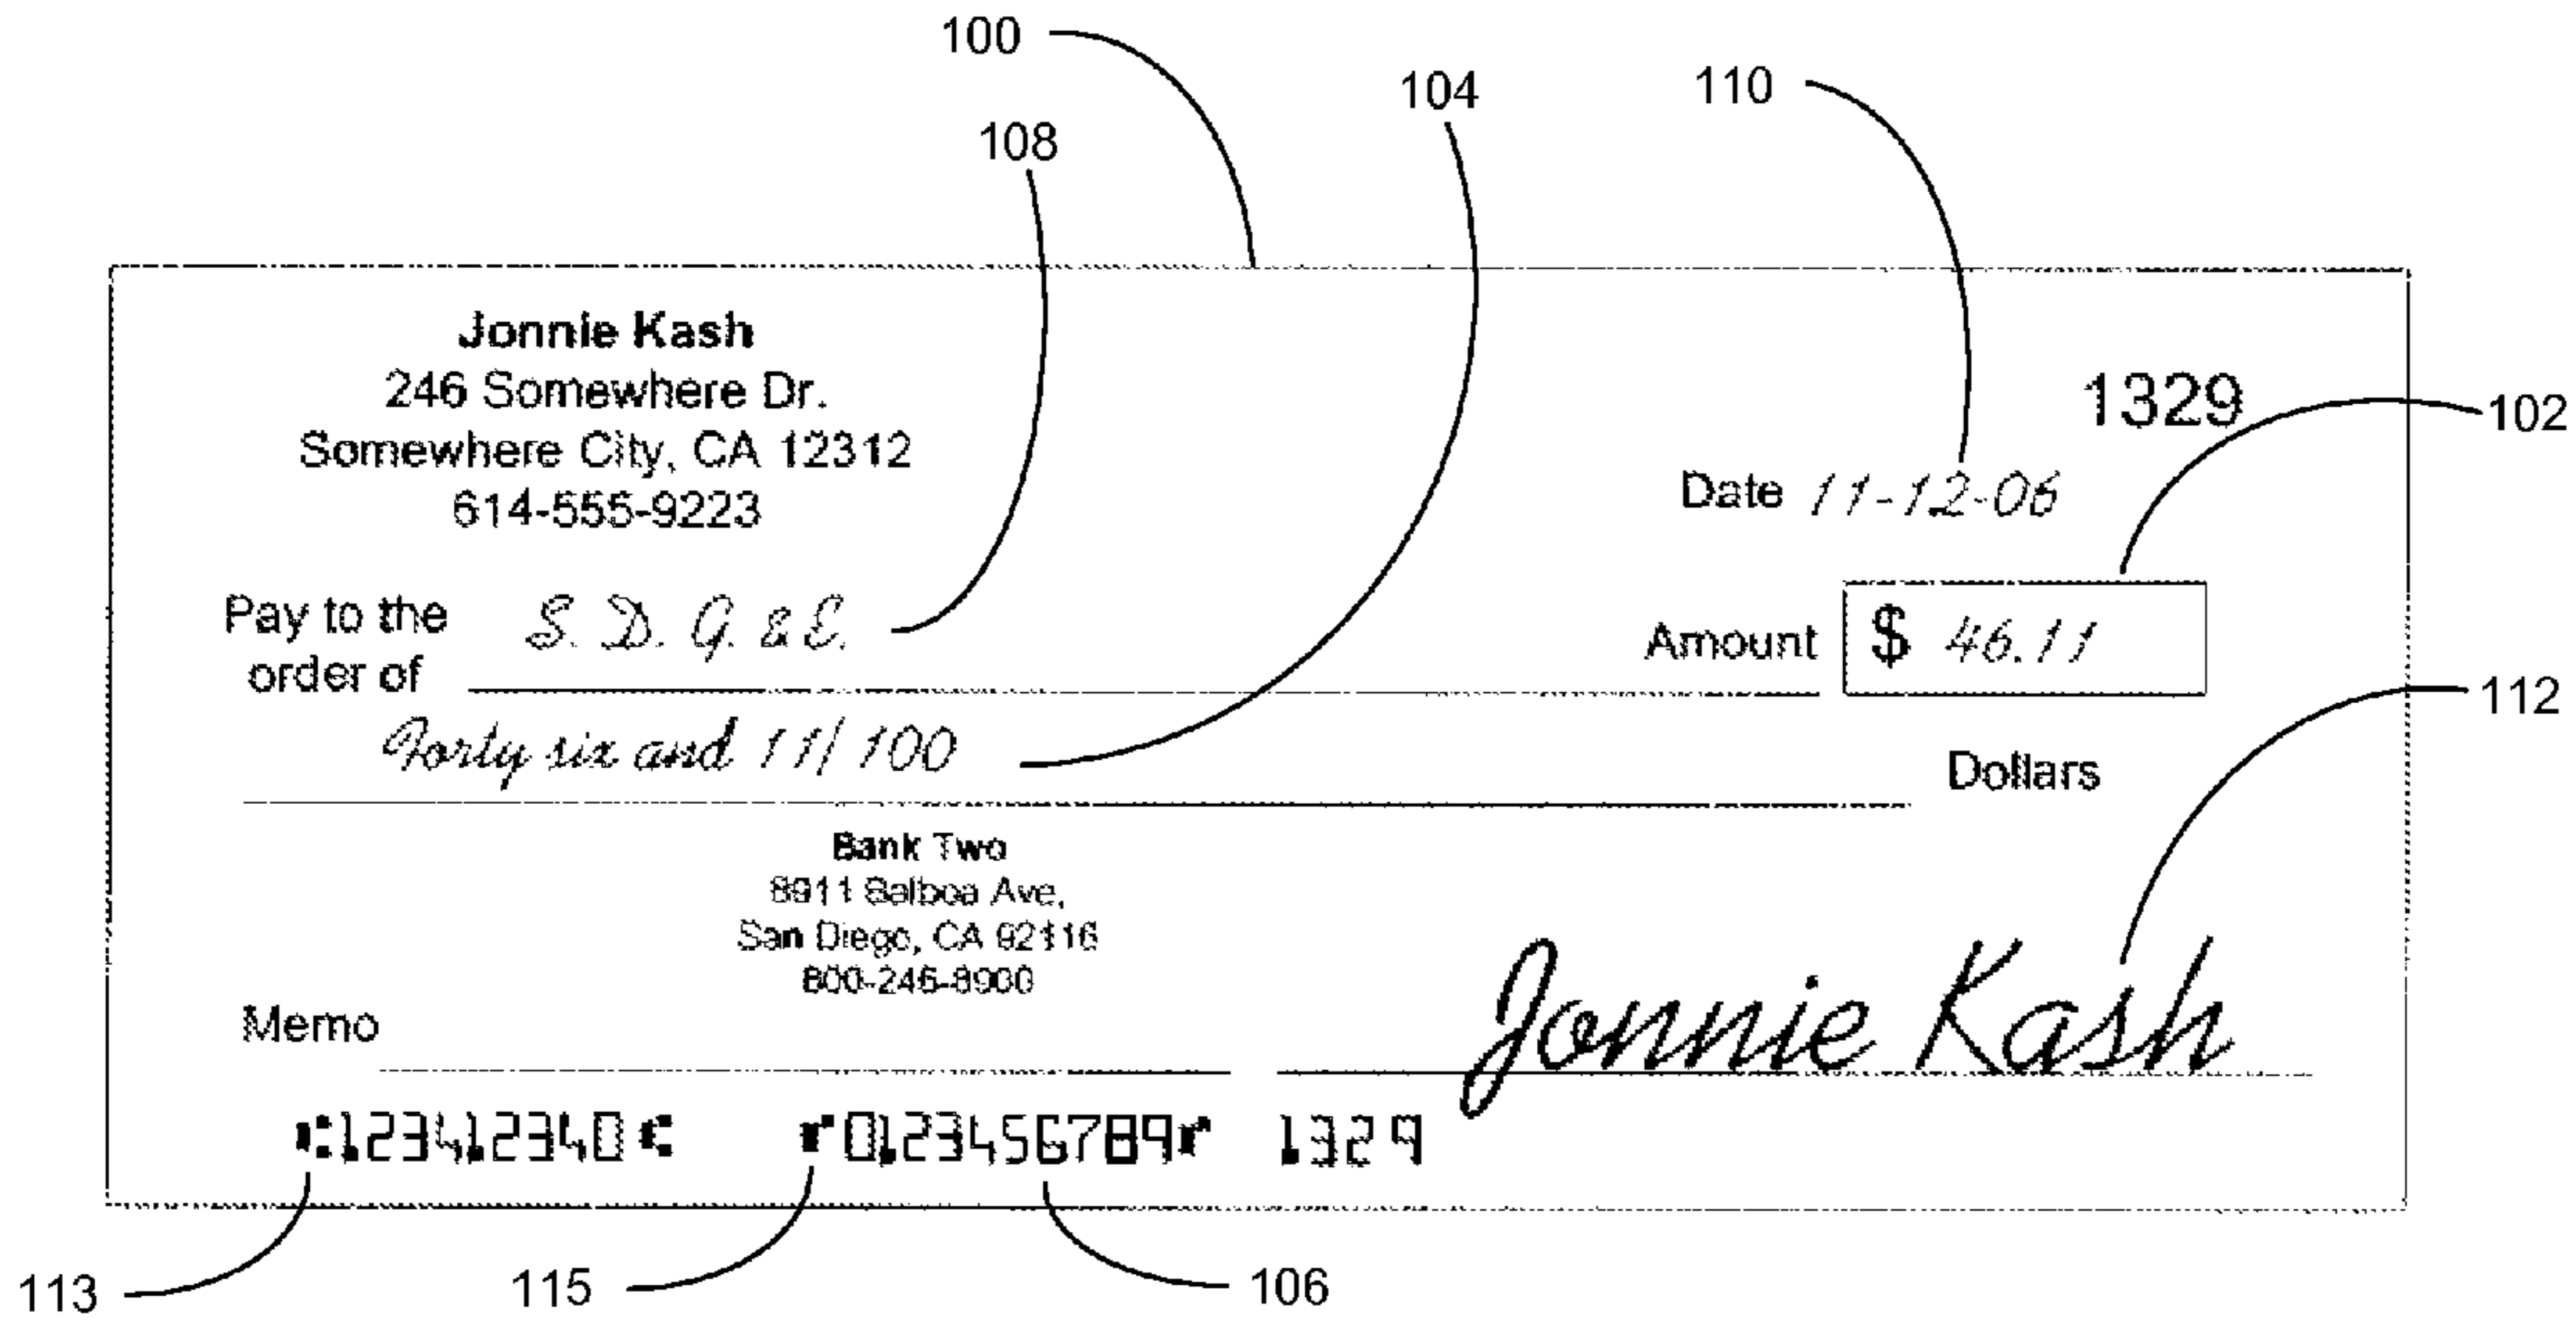 100
104
110
108
Jonnie Kash
246 Somewhere Dr.
1329
102
Somewhere City, CA 12312
Date 11-12-06
614-555-9223
Pay to the order of S. D. G. & E.
Amount $ 46.11
112
Forty six and 11/100
Dollars
Bank Two
8911 Balboa Ave,
San Diego, CA 92116
800-246-8900
Memo
Jonnie Kash
⑆123412340⑆ ⑈0123456789⑈ 1329
113
115
106